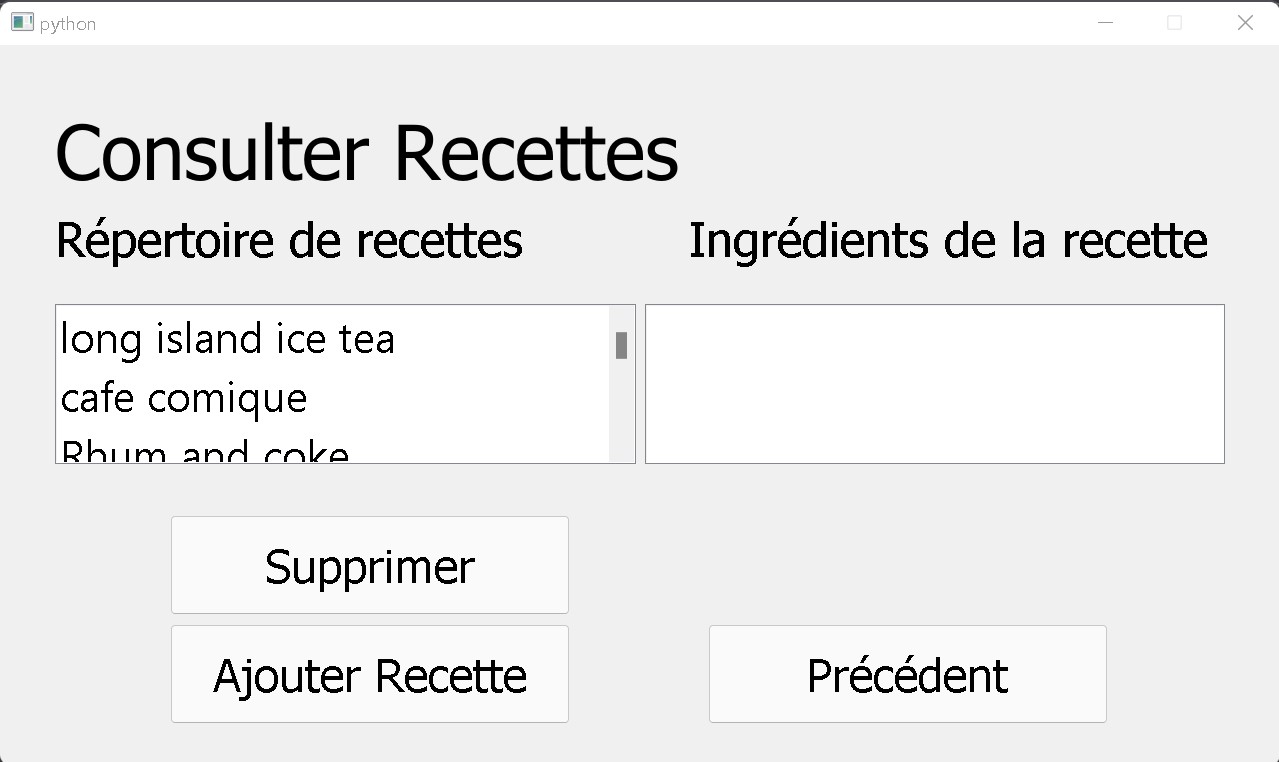 python
Consulter Recettes
Répertoire de recettes
Ingrédients de la recette
long island ice tea
cafe comique
Rhum and coke
Supprimer
Ajouter Recette
Précédent